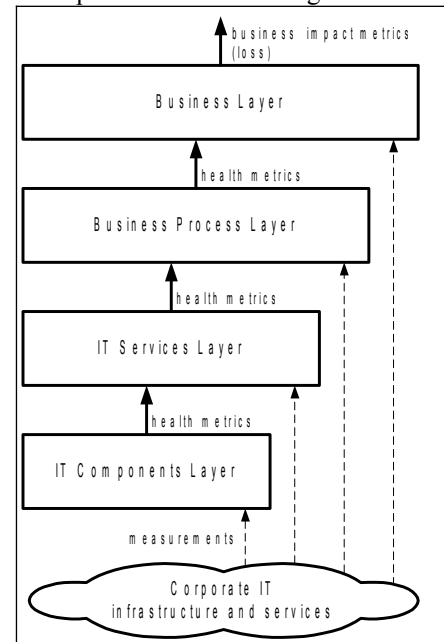 business impact metrics
(loss)
Business Layer
health metrics
Business Process Layer
health metrics
IT Services Layer
health metrics
IT Components Layer
measurements
Corporate IT
infrastructure and services